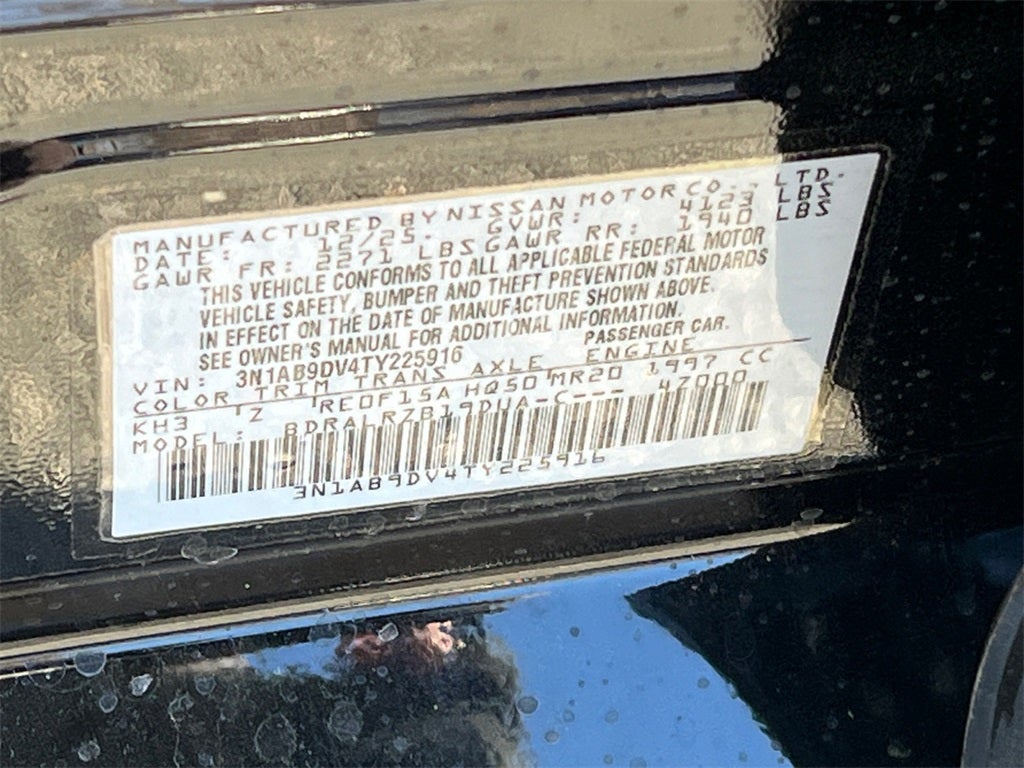 MANUFACTURED BY NISSAN MOTOR CO., LTD.
DATE: 12/25 GVWR: 4123 LBS
GAWR FR: 2271 LBS GAWR RR: 1940 LBS
THIS VEHICLE CONFORMS TO ALL APPLICABLE FEDERAL MOTOR
VEHICLE SAFETY, BUMPER AND THEFT PREVENTION STANDARDS
IN EFFECT ON THE DATE OF MANUFACTURE SHOWN ABOVE.
SEE OWNER'S MANUAL FOR ADDITIONAL INFORMATION.
VIN: 3N1AB9DV4TY225916 PASSENGER CAR.
COLOR TRIM TRANS AXLE ENGINE
KH3 Z RE0F15A HQ50 MR20 1997 CC
MODEL: BDRALRZB19DUA-C--- 47000
3N1AB9DV4TY225916